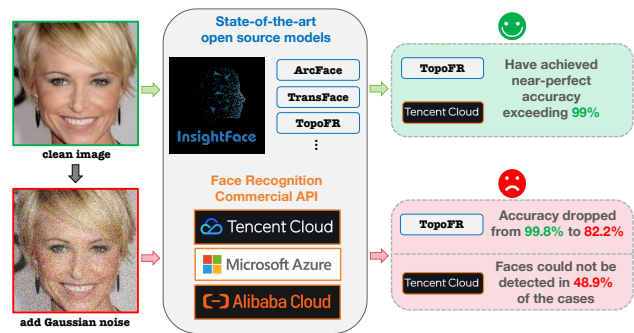 clean image
add Gaussian noise
State-of-the-art
open source models
InsightFace
ArcFace
TransFace
TopoFR
Face Recognition
Commercial API
Tencent Cloud
Microsoft Azure
Alibaba Cloud
TopoFR
Tencent Cloud
Have achieved
near-perfect
accuracy
exceeding 99%
TopoFR
Accuracy dropped
from 99.8% to 82.2%
Tencent Cloud
Faces could not be
detected in 48.9%
of the cases